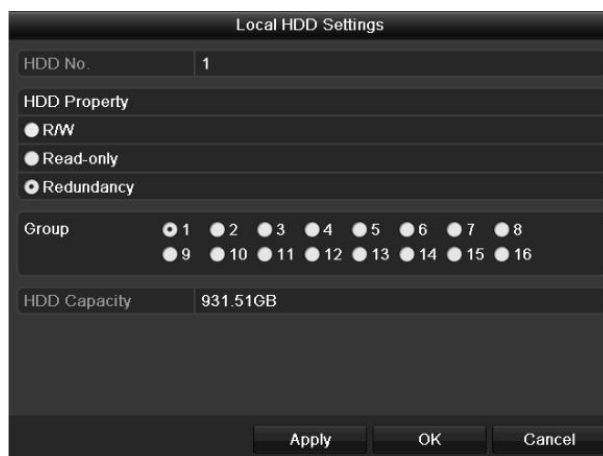 Local HDD Settings
HDD No. 1
HDD Property
R/W
Read-only
Redundancy
Group 1 2 3 4 5 6 7 8
9 10 11 12 13 14 15 16
HDD Capacity 931.51GB
Apply OK Cancel